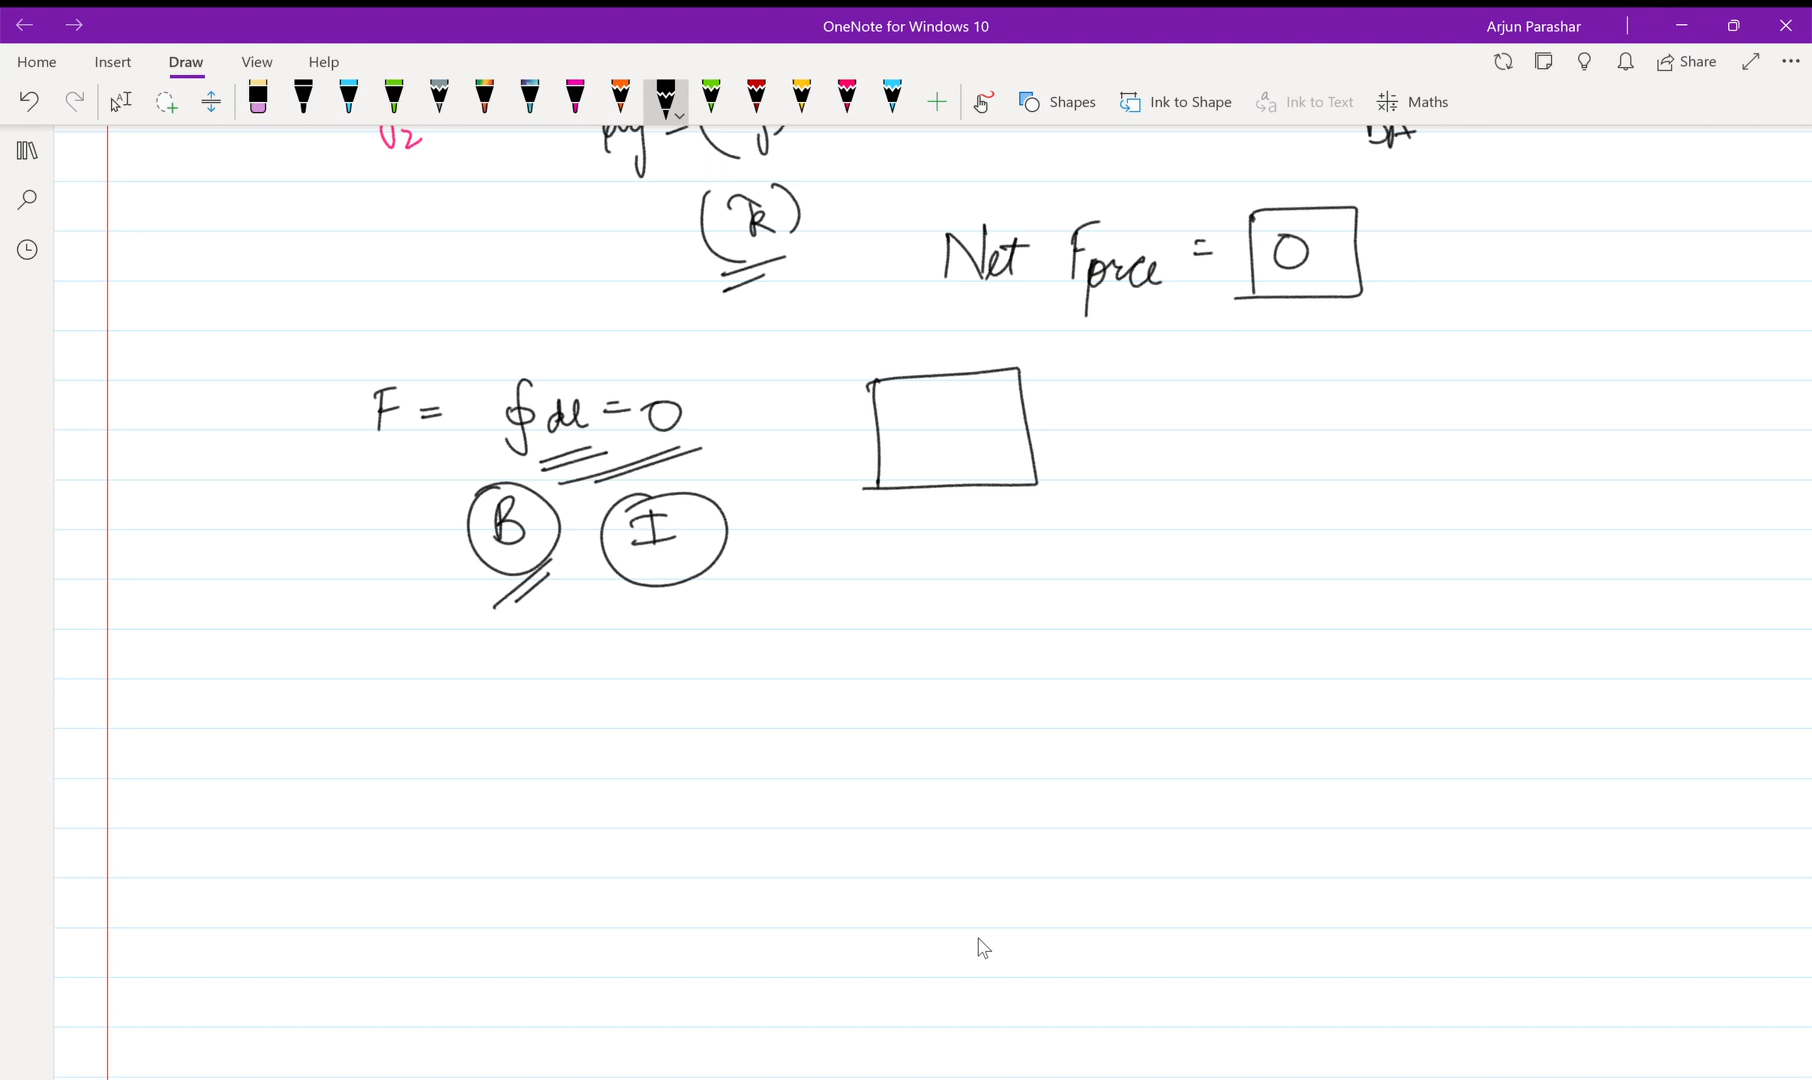 OneNote for Windows 10
Arjun Parashar
Home Insert Draw View Help
Share
Shapes Ink to Shape Ink to Text Maths
√2
(k)
Net Force = 0
F = ∮ dl = 0
B I